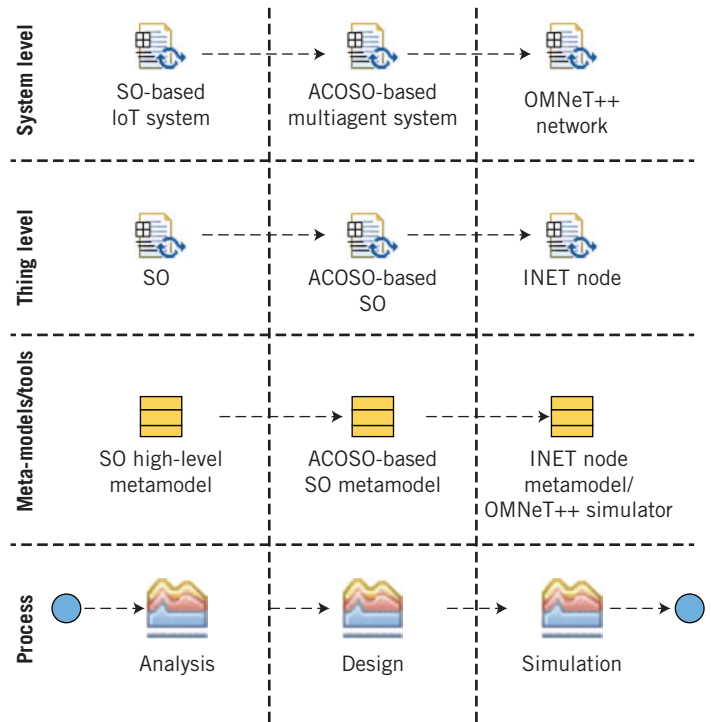 System level
SO-based
IoT system
ACOSO-based
multiagent system
OMNeT++
network
Thing level
SO
ACOSO-based
SO
INET node
Meta-models/tools
SO high-level
metamodel
ACOSO-based
SO metamodel
INET node
metamodel/
OMNeT++ simulator
Process
Analysis
Design
Simulation